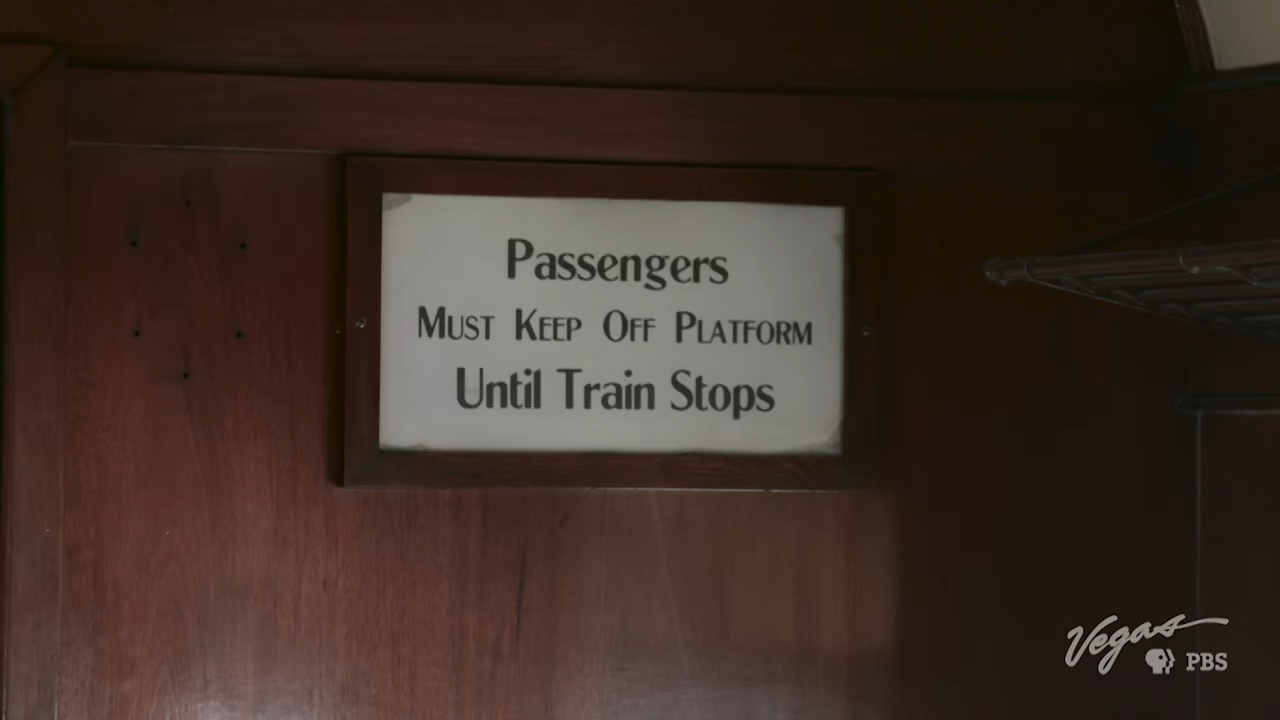 Passengers
MUST KEEP OFF PLATFORM
Until Train Stops
Vegas
PBS